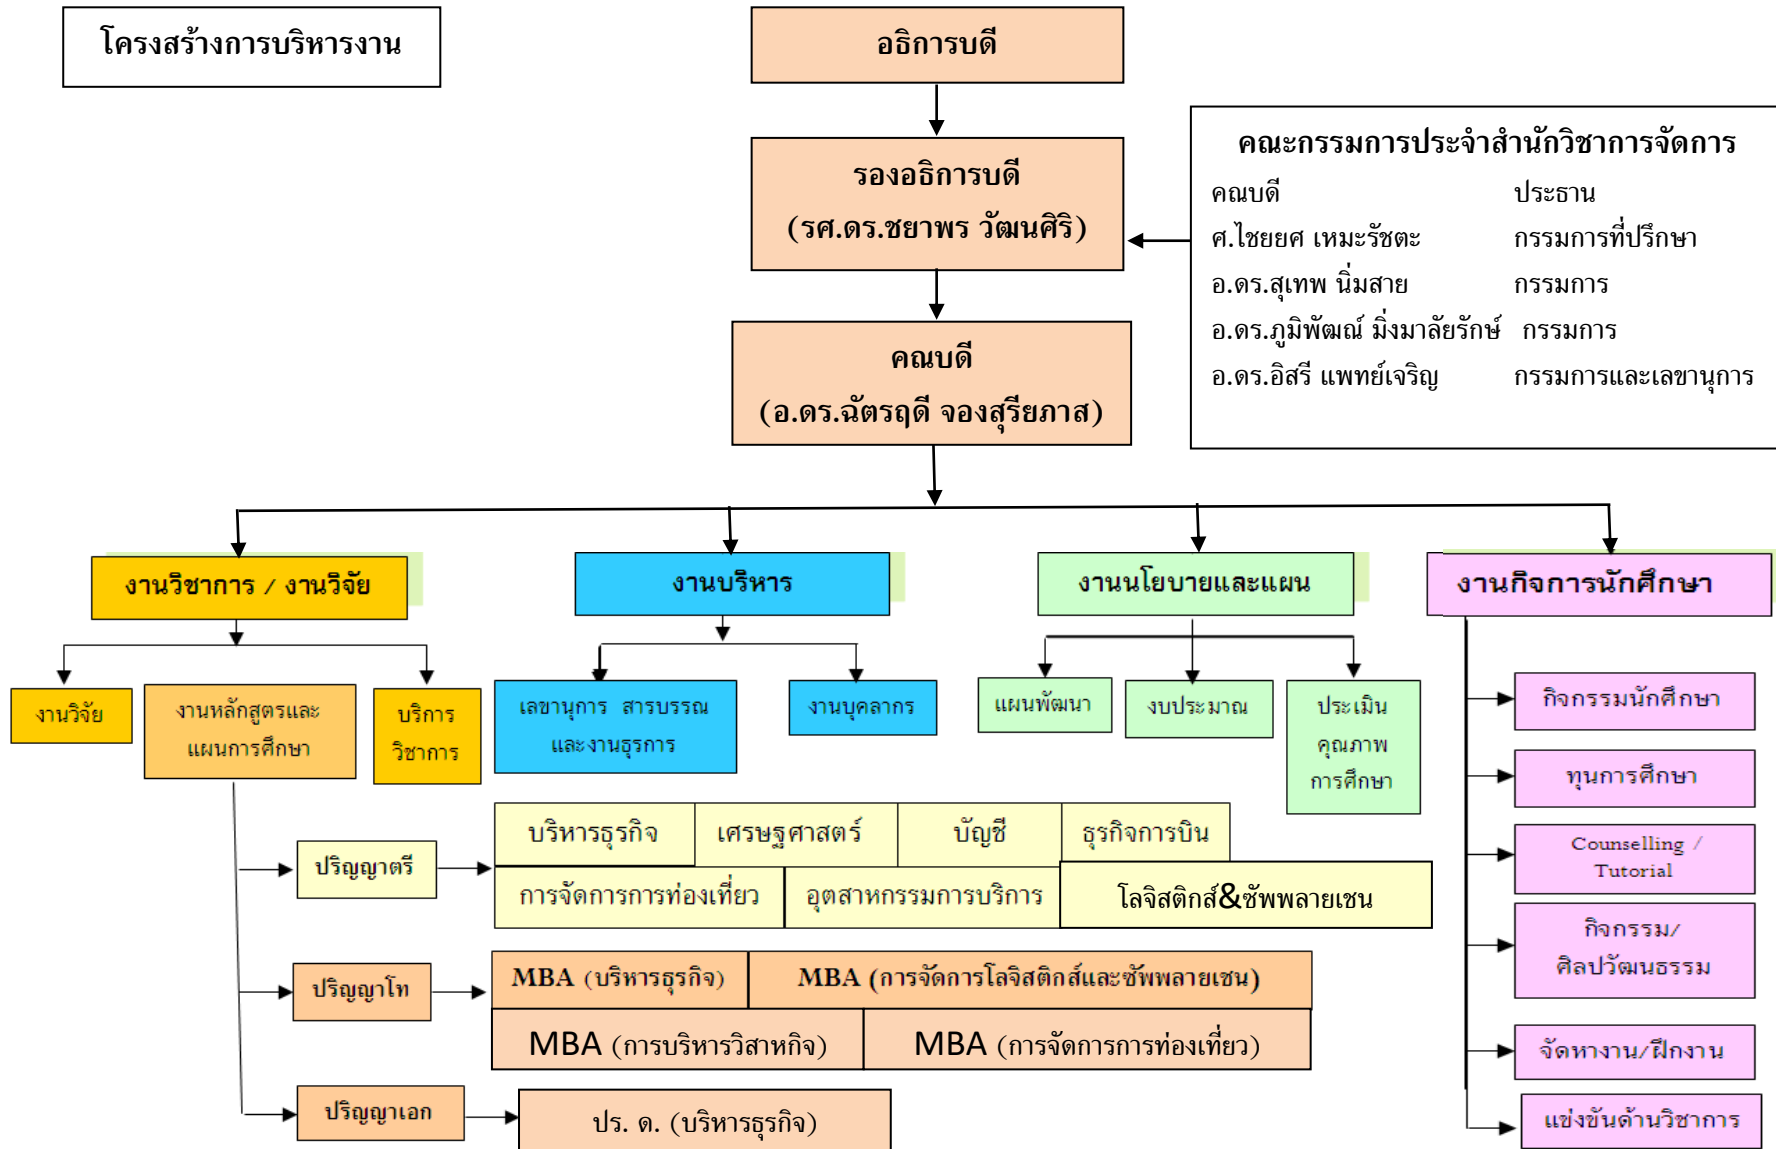 โครงสร้างการบริหารงาน
อธิการบดี
รองอธิการบดี
(รศ.ดร.ชยาพร วัฒนศิริ)
คณะกรรมการประจำสำนักวิชาการจัดการ
คณบดี ประธาน
ศ.ไชยยศ เหมะรัชตะ กรรมการที่ปรึกษา
อ.ดร.สุเทพ นิ่มสาย กรรมการ
อ.ดร.ภูมิพัฒณ์ มิ่งมาลัยรักษ์ กรรมการ
อ.ดร.อิสรี แพทย์เจริญ กรรมการและเลขานุการ
คณบดี
(อ.ดร.ฉัตรฤดี จองสุรียภาส)
งานวิชาการ / งานวิจัย
งานบริหาร
งานนโยบายและแผน
งานกิจการนักศึกษา
งานวิจัย
งานหลักสูตรและ
แผนการศึกษา
บริการ
วิชาการ
เลขานุการ สารบรรณ
และงานธุรการ
งานบุคลากร
แผนพัฒนา
งบประมาณ
ประเมิน
คุณภาพ
การศึกษา
กิจกรรมนักศึกษา
ทุนการศึกษา
Counselling /
Tutorial
กิจกรรม/
ศิลปวัฒนธรรม
จัดหางาน/ฝึกงาน
แข่งขันด้านวิชาการ
ปริญญาตรี
บริหารธุรกิจ
เศรษฐศาสตร์
บัญชี
ธุรกิจการบิน
การจัดการการท่องเที่ยว
อุตสาหกรรมการบริการ
โลจิสติกส์&ซัพพลายเชน
ปริญญาโท
MBA (บริหารธุรกิจ)
MBA (การจัดการโลจิสติกส์และซัพพลายเชน)
MBA (การบริหารวิสาหกิจ)
MBA (การจัดการการท่องเที่ยว)
ปริญญาเอก
ปร. ด. (บริหารธุรกิจ)